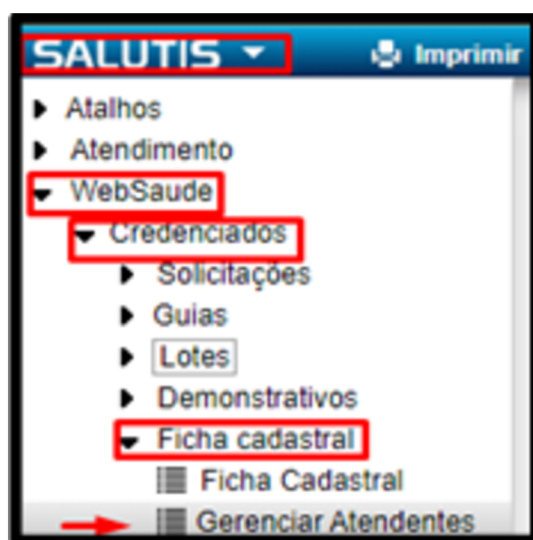 SALUTIS Imprimir
Atalhos
Atendimento
WebSaude
Credenciados
Solicitações
Guias
Lotes
Demonstrativos
Ficha cadastral
Ficha Cadastral
Gerenciar Atendentes